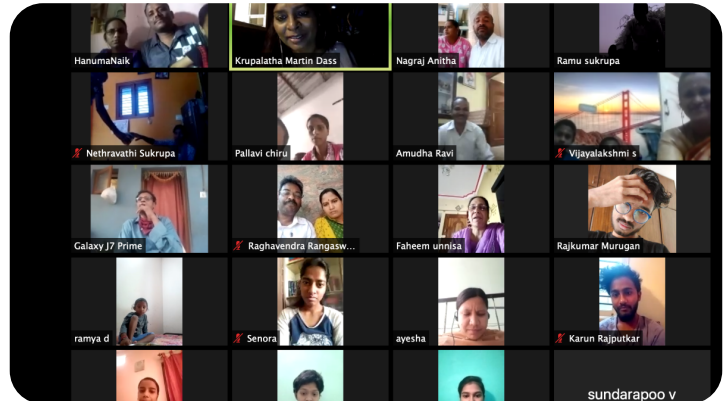 HanumaNaik
Krupalatha Martin Dass
Nagraj Anitha
Ramu sukrupa
Nethravathi Sukrupa
Pallavi chiru
Amudha Ravi
Vijayalakshmi s
Galaxy J7 Prime
Raghavendra Rangasw...
Faheem unnisa
Rajkumar Murugan
ramya d
Senora
ayesha
Karun Rajputkar
sundarapoo v